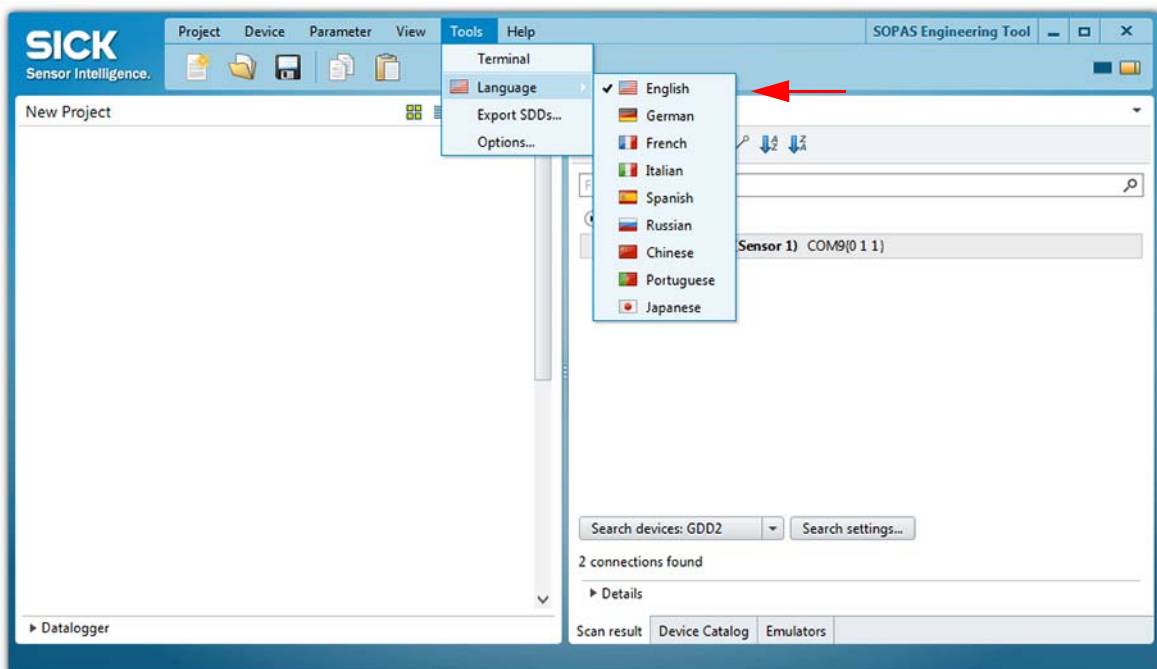 SICK
Sensor Intelligence.
Project Device Parameter View Tools Help
SOPAS Engineering Tool
Terminal
Language
Export SDDs...
Options...
English
German
French
Italian
Spanish
Russian
Chinese
Portuguese
Japanese
New Project
(Sensor 1) COM9{0 1 1}
Search devices: GDD2
Search settings...
2 connections found
Details
Datalogger
Scan result Device Catalog Emulators